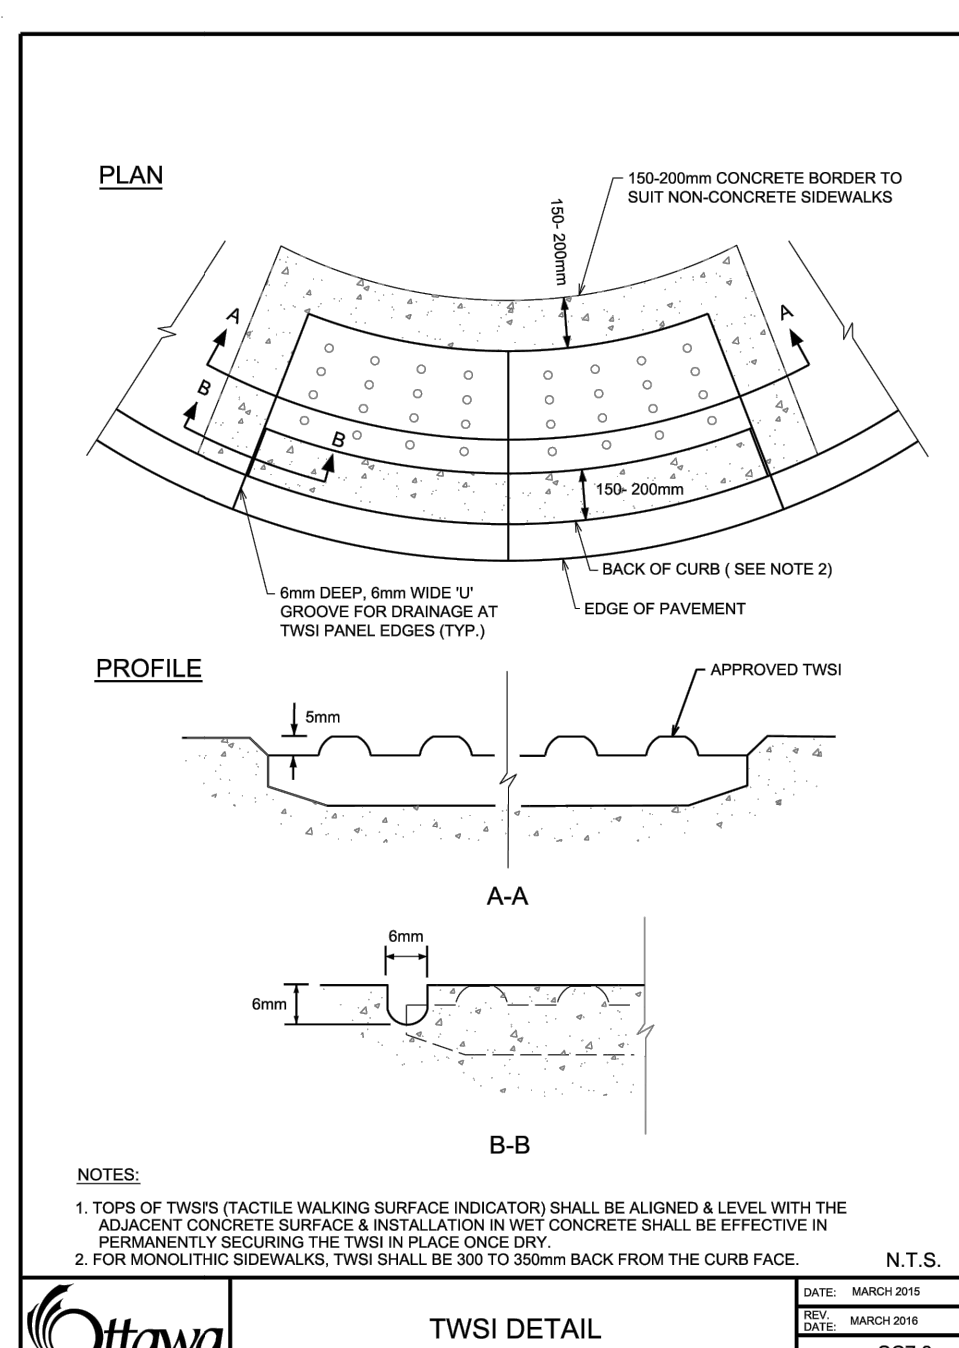 PLAN
150-200mm CONCRETE BORDER TO
SUIT NON-CONCRETE SIDEWALKS
150- 200mm
A
A
B
B
150- 200mm
BACK OF CURB ( SEE NOTE 2)
6mm DEEP, 6mm WIDE 'U'
GROOVE FOR DRAINAGE AT
TWSI PANEL EDGES (TYP.)
EDGE OF PAVEMENT
PROFILE
APPROVED TWSI
5mm
A-A
6mm
6mm
B-B
NOTES:
1. TOPS OF TWSI'S (TACTILE WALKING SURFACE INDICATOR) SHALL BE ALIGNED & LEVEL WITH THE
ADJACENT CONCRETE SURFACE & INSTALLATION IN WET CONCRETE SHALL BE EFFECTIVE IN
PERMANENTLY SECURING THE TWSI IN PLACE ONCE DRY.
2. FOR MONOLITHIC SIDEWALKS, TWSI SHALL BE 300 TO 350mm BACK FROM THE CURB FACE.
N.T.S.
Ottawa
TWSI DETAIL
DATE: MARCH 2015
REV.
DATE: MARCH 2016